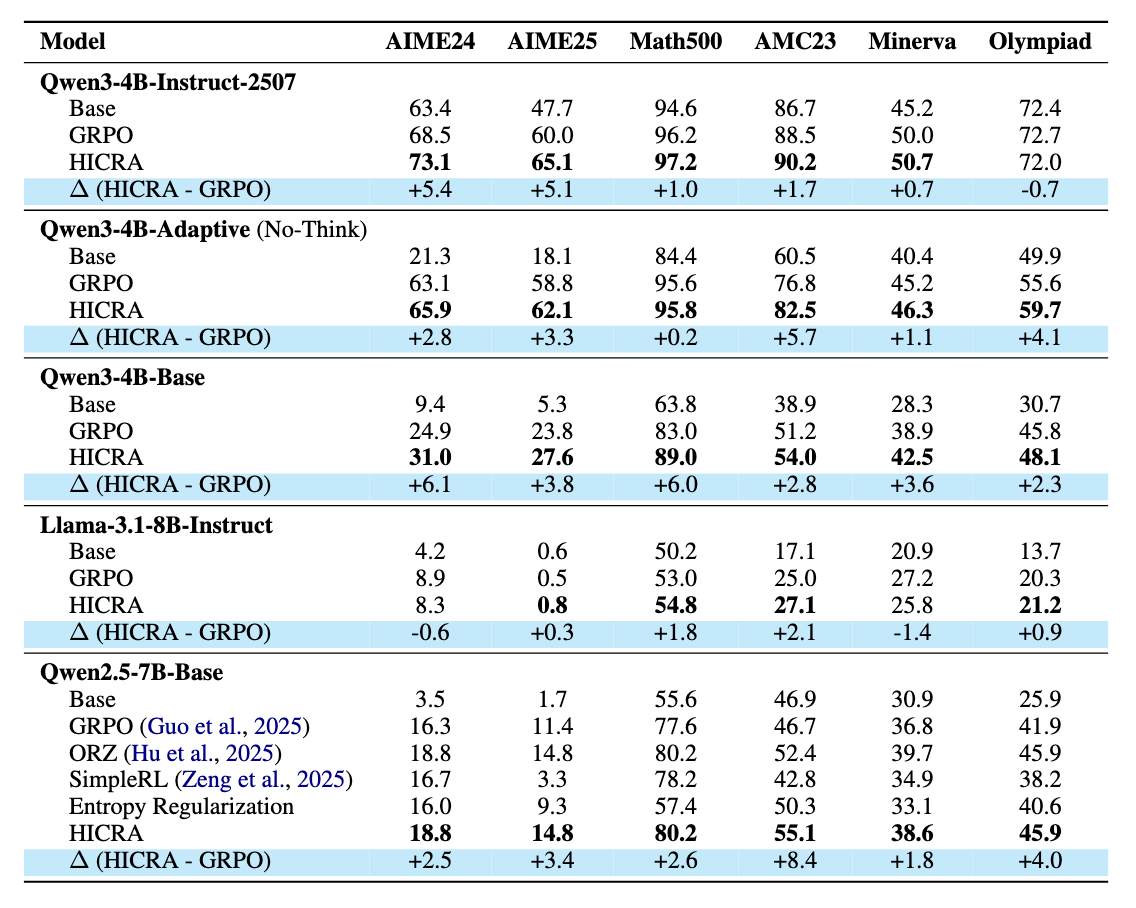 Model AIME24 AIME25 Math500 AMC23 Minerva Olympiad
Qwen3-4B-Instruct-2507
Base 63.4 47.7 94.6 86.7 45.2 72.4
GRPO 68.5 60.0 96.2 88.5 50.0 72.7
HICRA 73.1 65.1 97.2 90.2 50.7 72.0
Δ (HICRA - GRPO) +5.4 +5.1 +1.0 +1.7 +0.7 -0.7
Qwen3-4B-Adaptive (No-Think)
Base 21.3 18.1 84.4 60.5 40.4 49.9
GRPO 63.1 58.8 95.6 76.8 45.2 55.6
HICRA 65.9 62.1 95.8 82.5 46.3 59.7
Δ (HICRA - GRPO) +2.8 +3.3 +0.2 +5.7 +1.1 +4.1
Qwen3-4B-Base
Base 9.4 5.3 63.8 38.9 28.3 30.7
GRPO 24.9 23.8 83.0 51.2 38.9 45.8
HICRA 31.0 27.6 89.0 54.0 42.5 48.1
Δ (HICRA - GRPO) +6.1 +3.8 +6.0 +2.8 +3.6 +2.3
Llama-3.1-8B-Instruct
Base 4.2 0.6 50.2 17.1 20.9 13.7
GRPO 8.9 0.5 53.0 25.0 27.2 20.3
HICRA 8.3 0.8 54.8 27.1 25.8 21.2
Δ (HICRA - GRPO) -0.6 +0.3 +1.8 +2.1 -1.4 +0.9
Qwen2.5-7B-Base
Base 3.5 1.7 55.6 46.9 30.9 25.9
GRPO (Guo et al., 2025) 16.3 11.4 77.6 46.7 36.8 41.9
ORZ (Hu et al., 2025) 18.8 14.8 80.2 52.4 39.7 45.9
SimpleRL (Zeng et al., 2025) 16.7 3.3 78.2 42.8 34.9 38.2
Entropy Regularization 16.0 9.3 57.4 50.3 33.1 40.6
HICRA 18.8 14.8 80.2 55.1 38.6 45.9
Δ (HICRA - GRPO) +2.5 +3.4 +2.6 +8.4 +1.8 +4.0